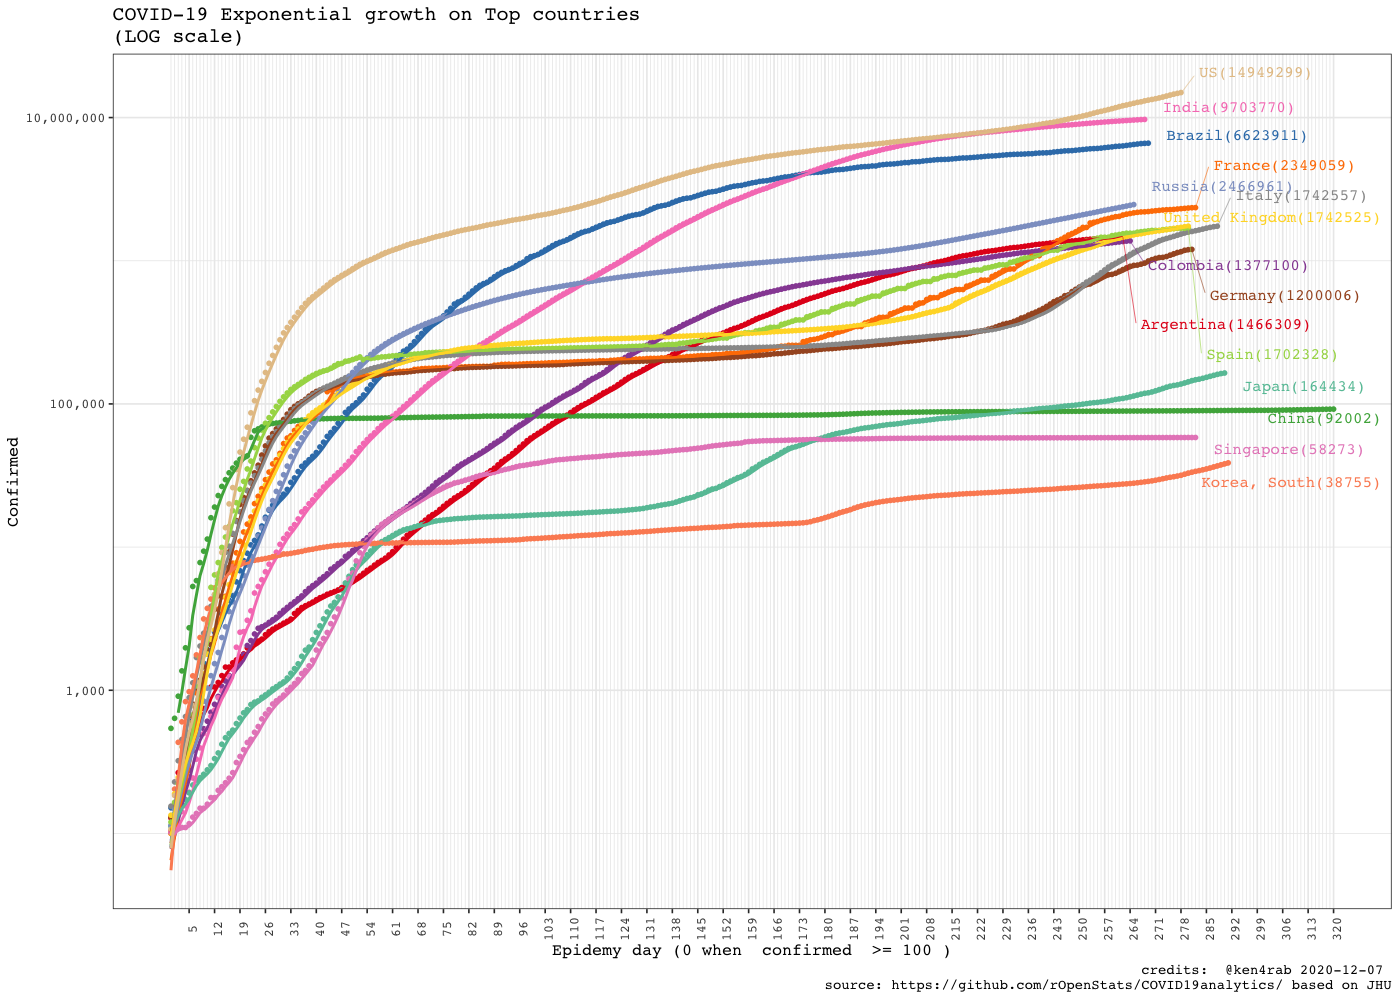 COVID-19 Exponential growth on Top countries
(LOG scale)
US(14949299)
India(9703770)
10,000,000
Brazil(6623911)
France(2349059)
Russia(2466961)
Italy(1742557)
United Kingdom(1742525)
Colombia(1377100)
Germany(1200006)
Argentina(1466309)
Spain(1702328)
Japan(164434)
100,000
China(92002)
Singapore(58273)
Korea, South(38755)
Confirmed
1,000
5 12 19 26 33 40 47 54 61 68 75 82 89 96 103 110 117 124 131 138 145 152 159 166 173 180 187 194 201 208 215 222 229 236 243 250 257 264 271 278 285 292 299 306 313 320
Epidemy day (0 when confirmed >= 100 )
credits: @ken4rab 2020-12-07
source: https://github.com/rOpenStats/COVID19analytics/ based on JHU